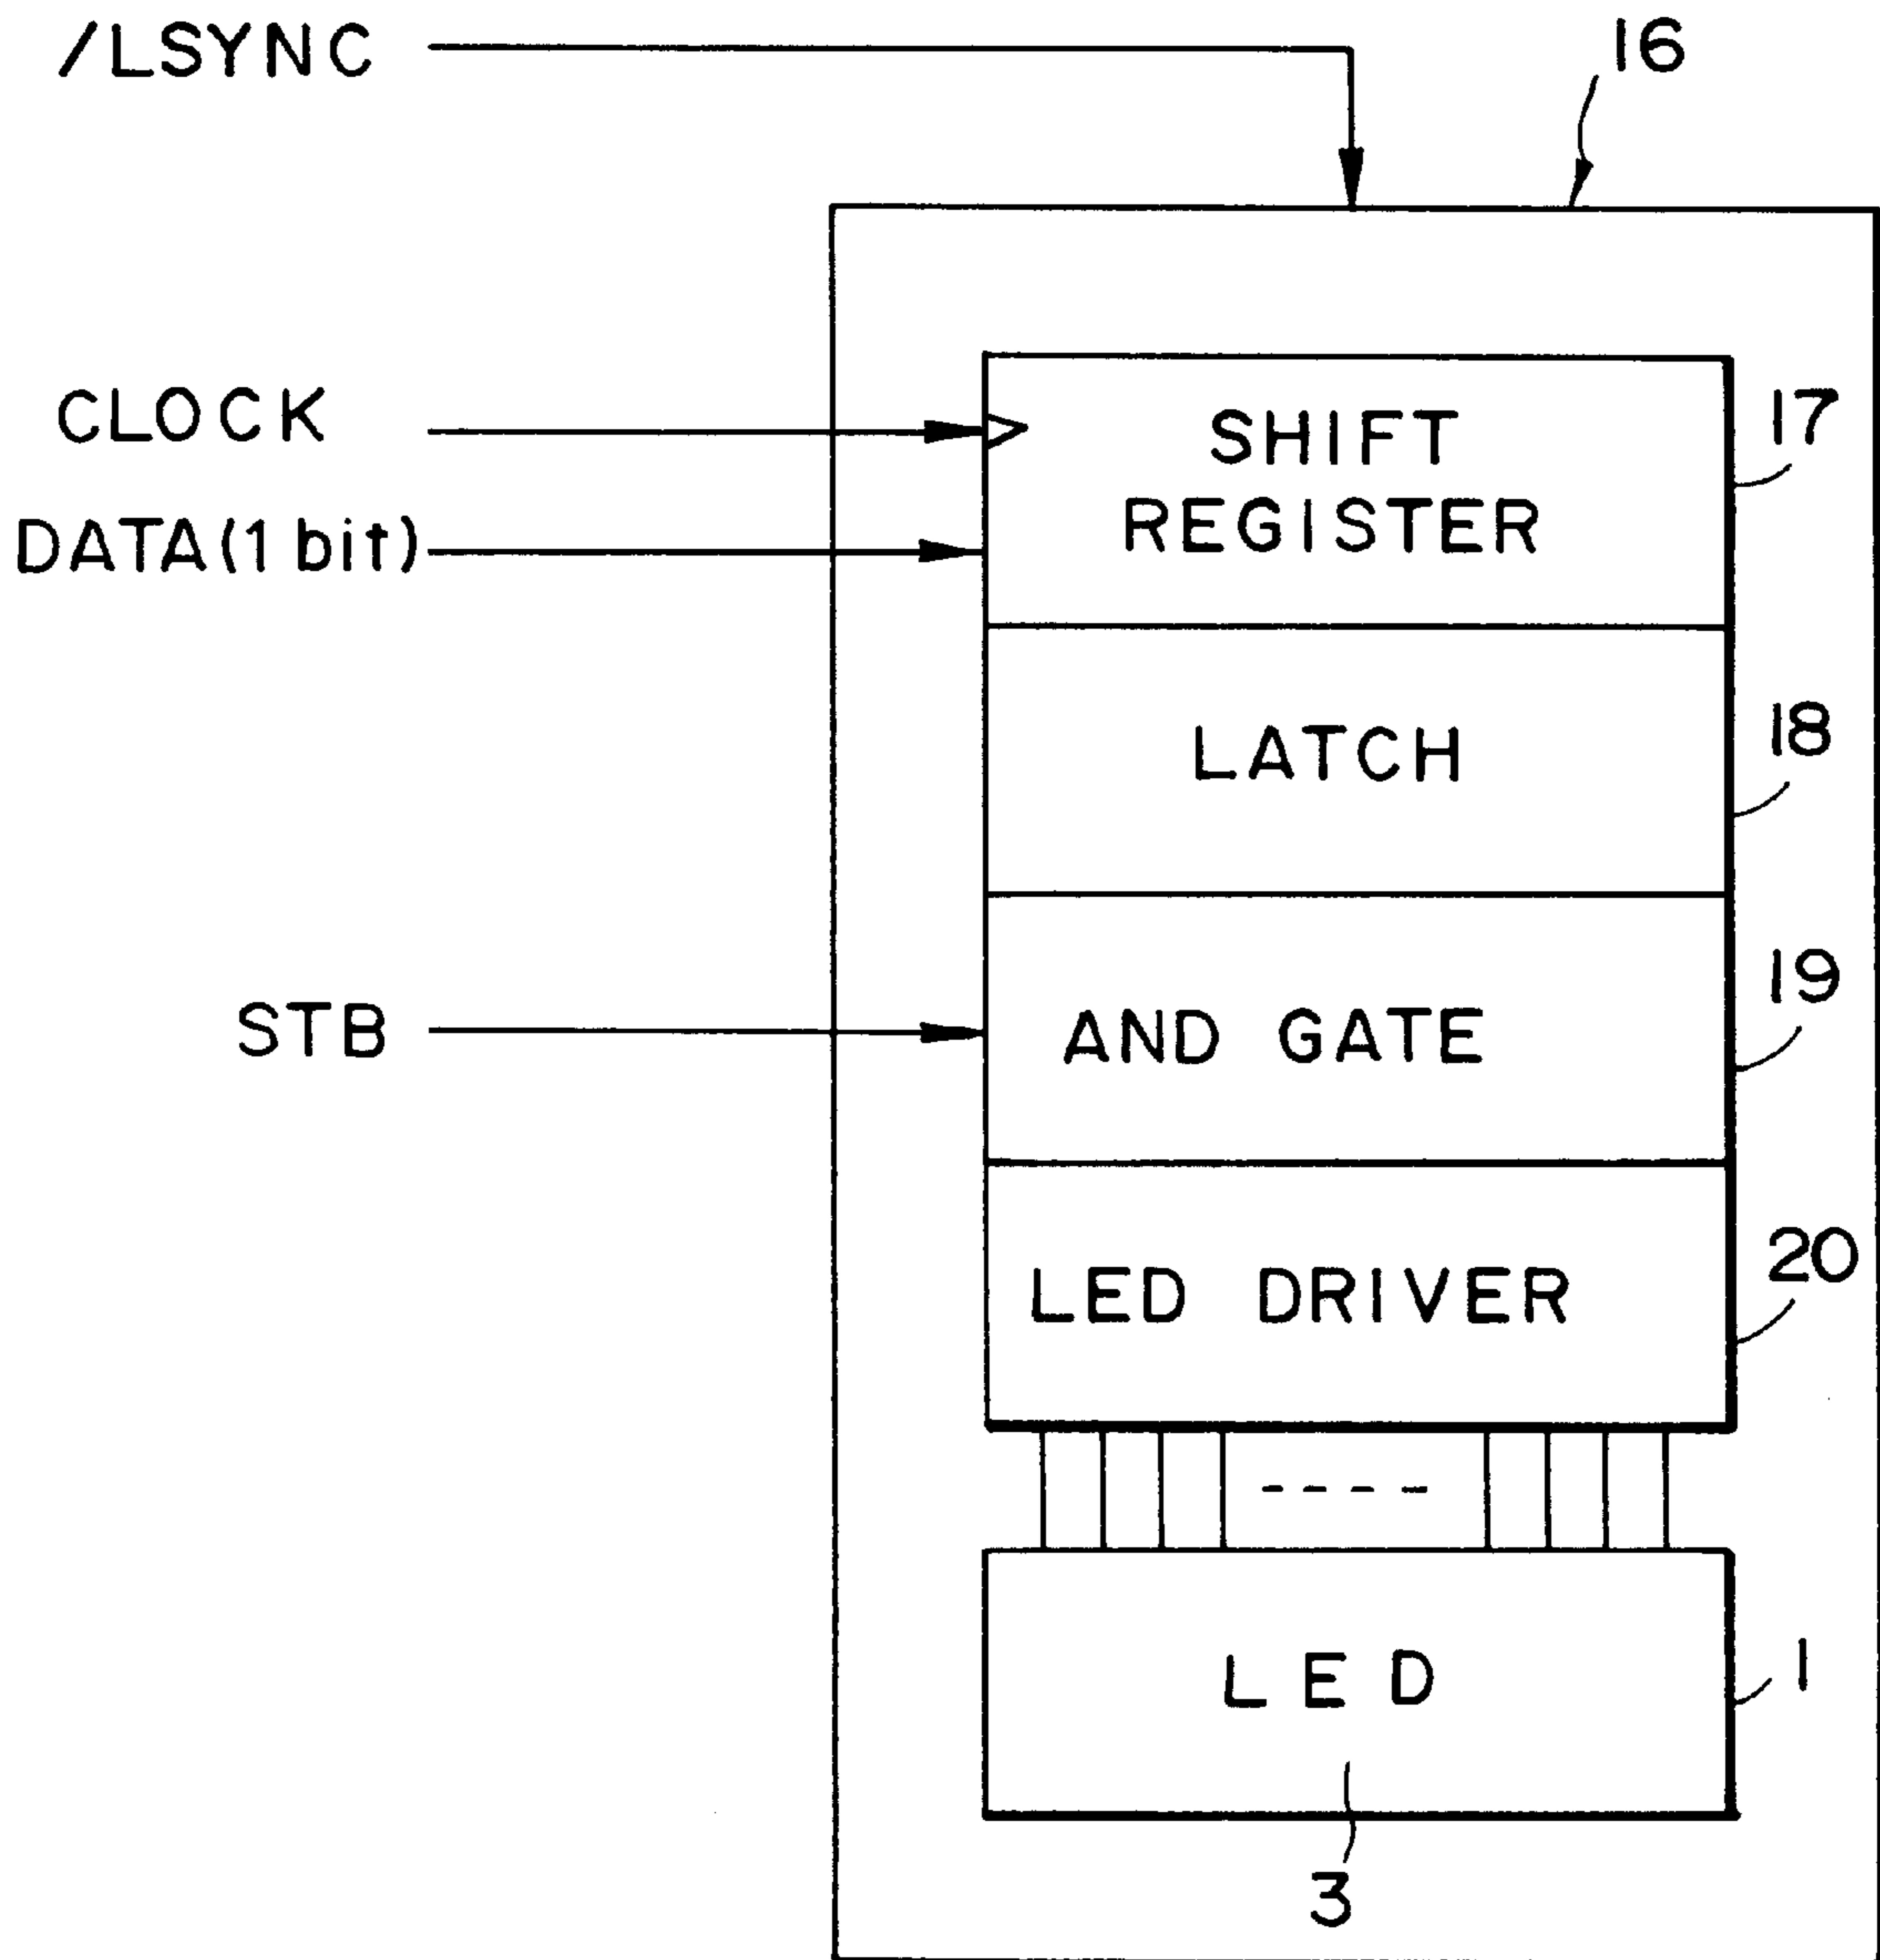 /LSYNC
16
CLOCK
DATA(1 bit)
SHIFT
REGISTER
17
LATCH
18
STB
AND GATE
19
LED DRIVER
20
LED
1
3